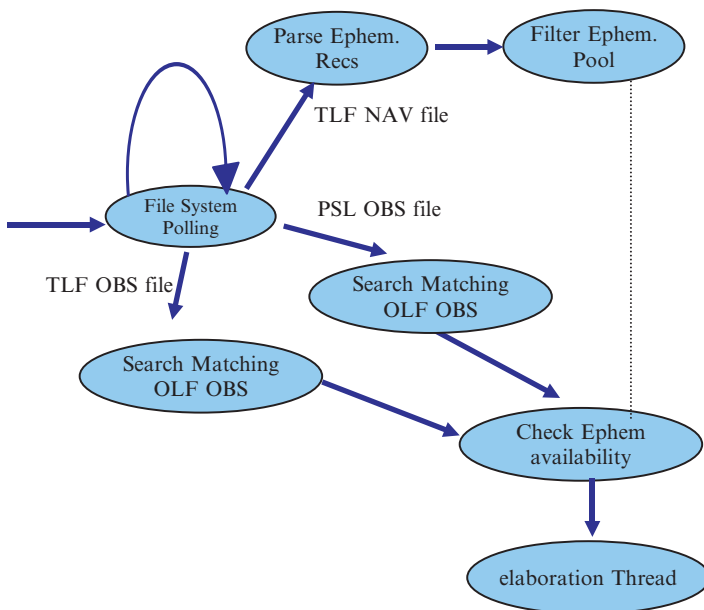 Parse Ephem.
Recs
Filter Ephem.
Pool
TLF NAV file
File System
Polling
PSL OBS file
TLF OBS file
Search Matching
OLF OBS
Search Matching
OLF OBS
Check Ephem
availability
elaboration Thread